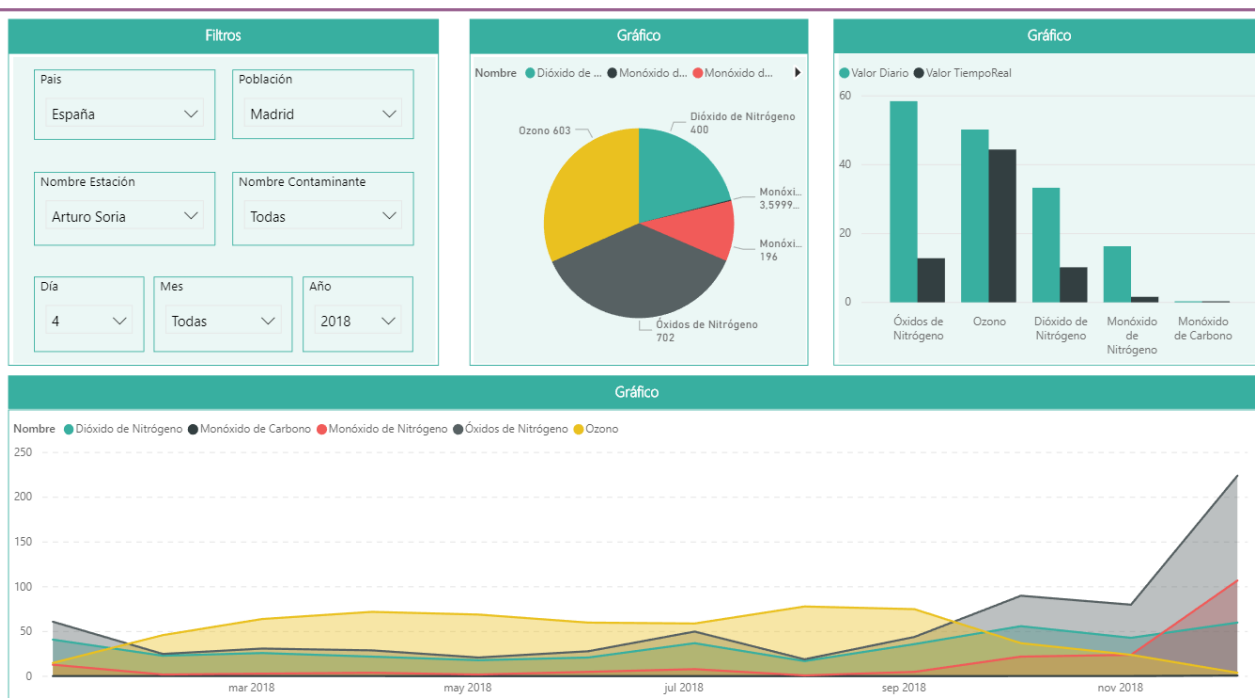 Filtros
Pais
España
Población
Madrid
Nombre Estación
Arturo Soria
Nombre Contaminante
Todas
Día
4
Mes
Todas
Año
2018
Gráfico
Nombre Dióxido de ... Monóxido d... Monóxido d...
Ozono 603
Dióxido de Nitrógeno
400
Monóxi...
3,5999...
Monóxi...
196
Óxidos de Nitrógeno
702
Gráfico
Valor Diario Valor TiempoReal
60
40
20
0
Óxidos de
Nitrógeno
Ozono
Dióxido de
Nitrógeno
Monóxido
de
Nitrógeno
Monóxido
de Carbono
Gráfico
Nombre Dióxido de Nitrógeno Monóxido de Carbono Monóxido de Nitrógeno Óxidos de Nitrógeno Ozono
250
200
150
100
50
0
mar 2018
may 2018
jul 2018
sep 2018
nov 2018